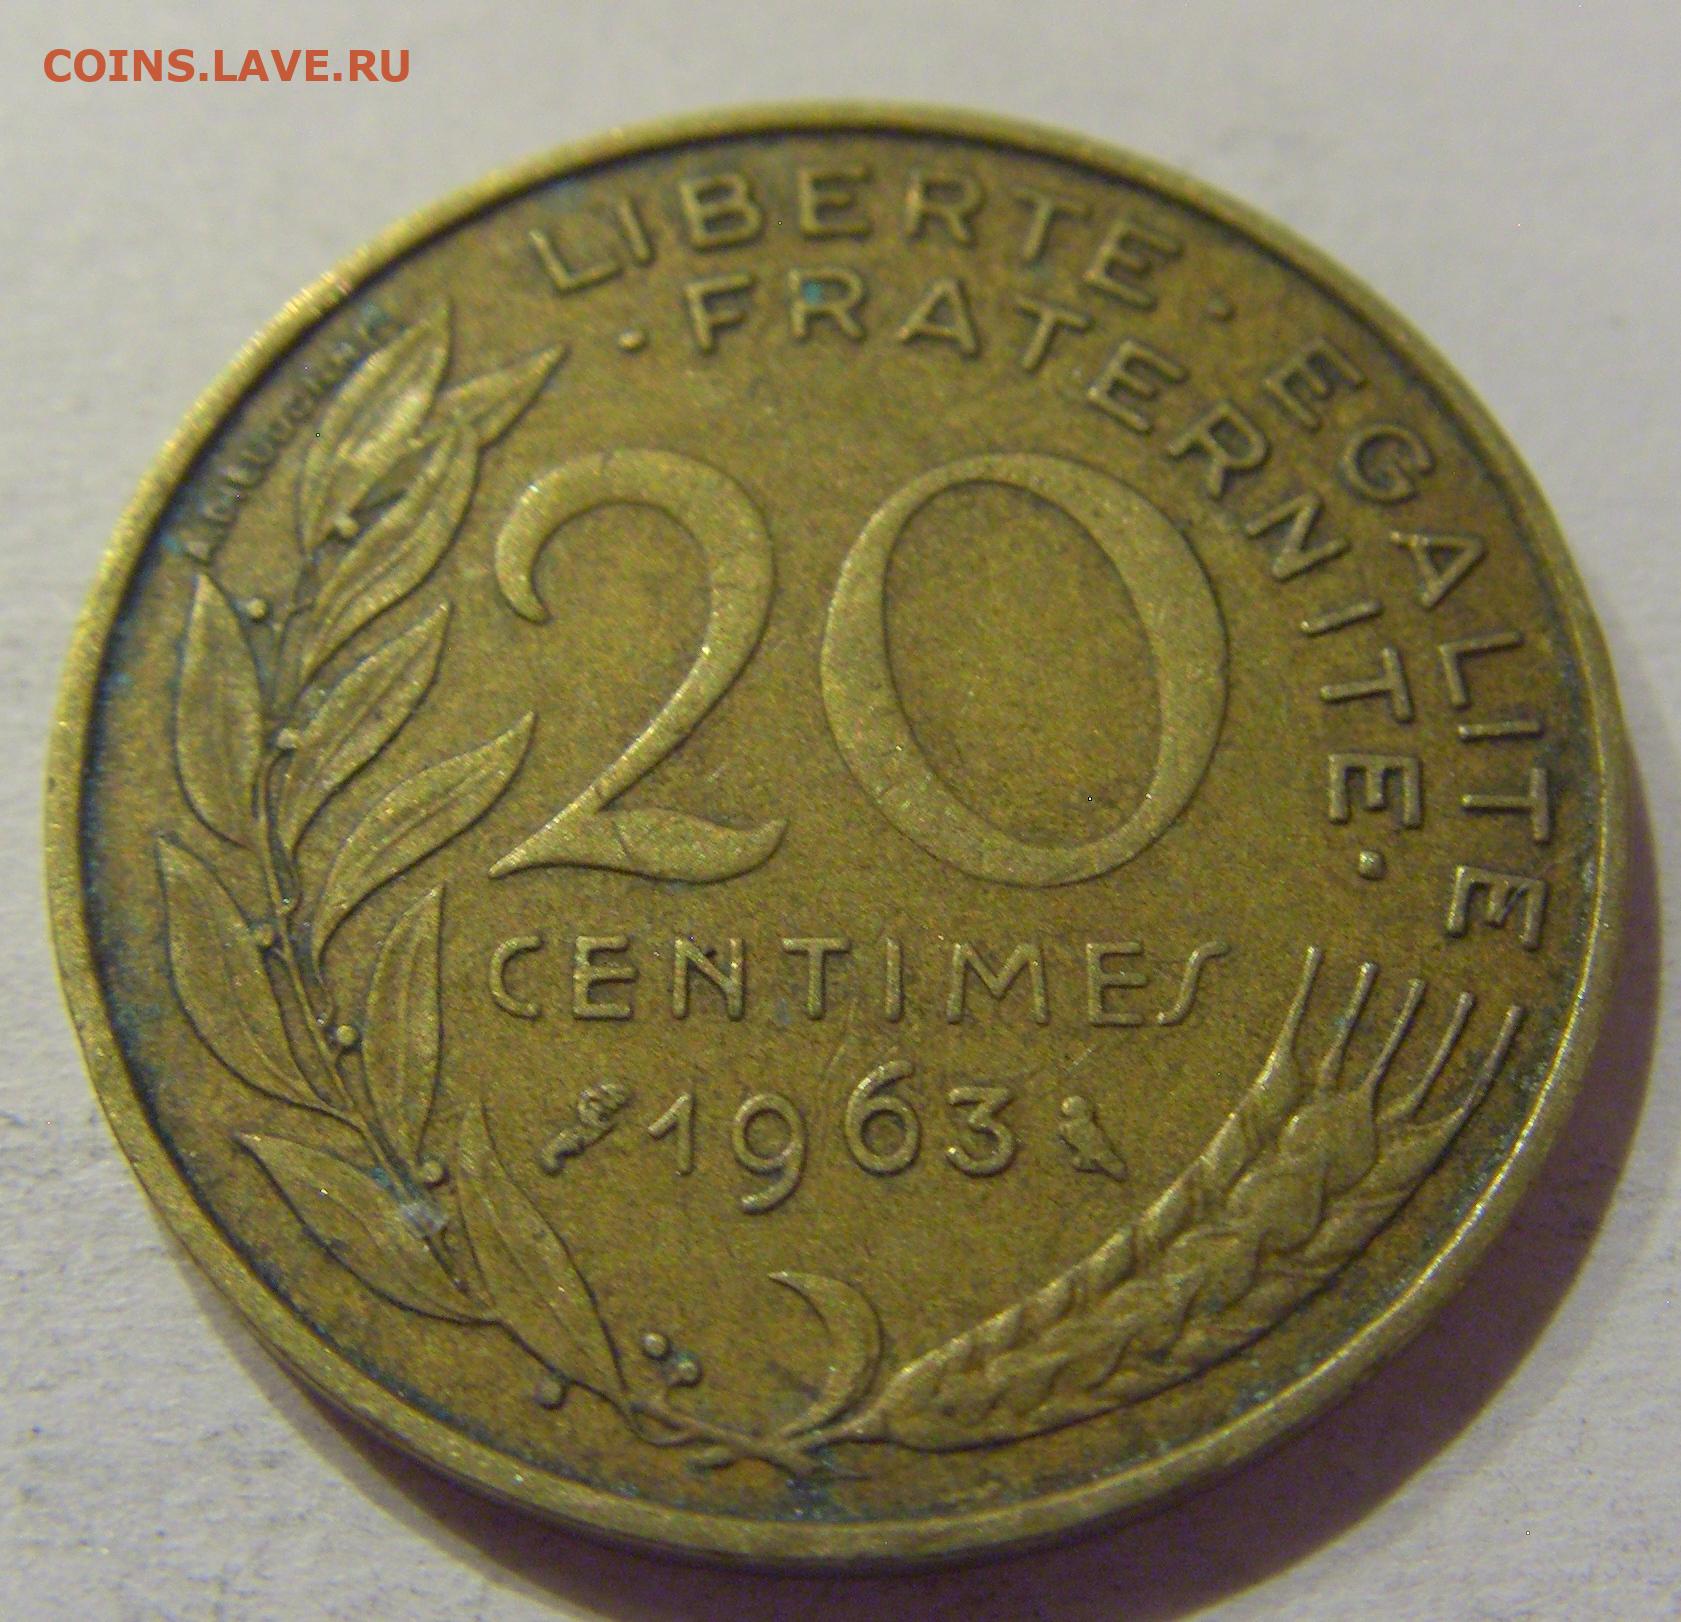 COINS.LAVE.RU
LIBERTE · EGALITE
· FRATERNITE ·
20
CENTIMES
1963